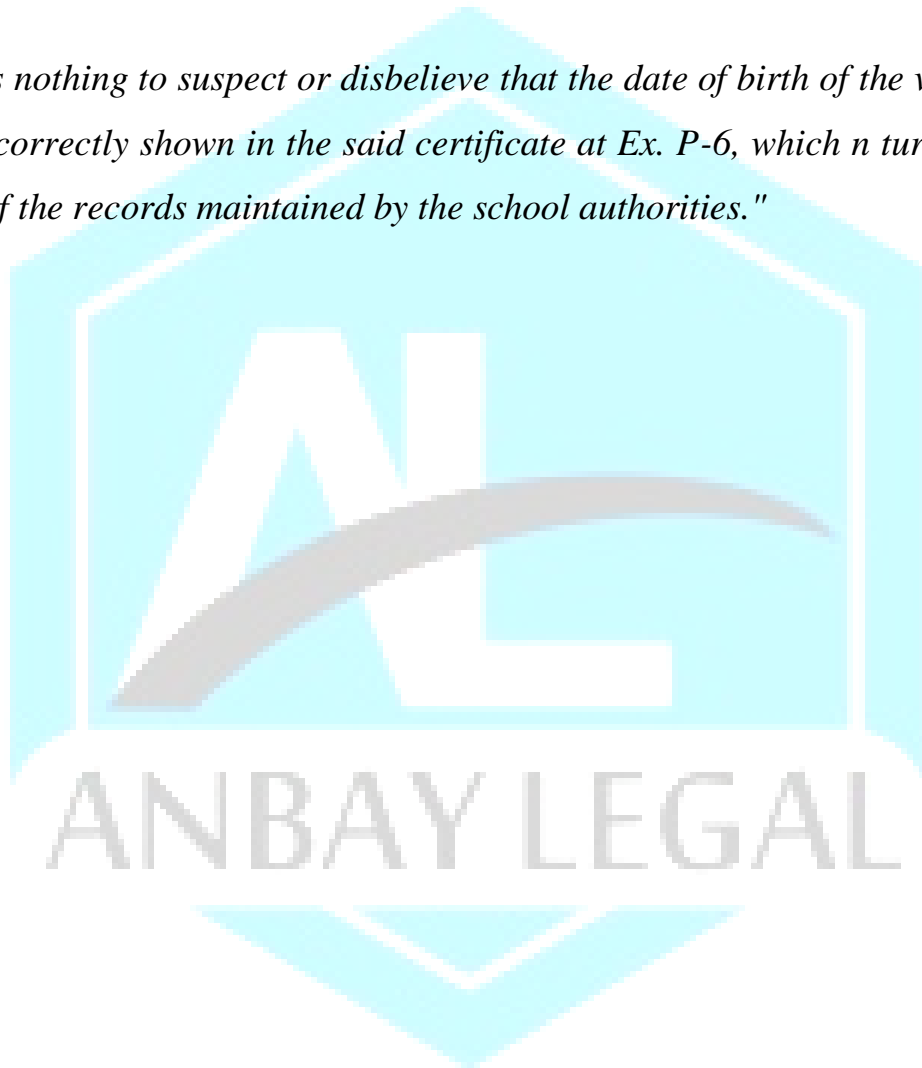 s nothing to suspect or disbelieve that the date of birth of the
correctly shown in the said certificate at Ex. P-6, which n tur
f the records maintained by the school authorities."
AL
ANBAY LEGAL